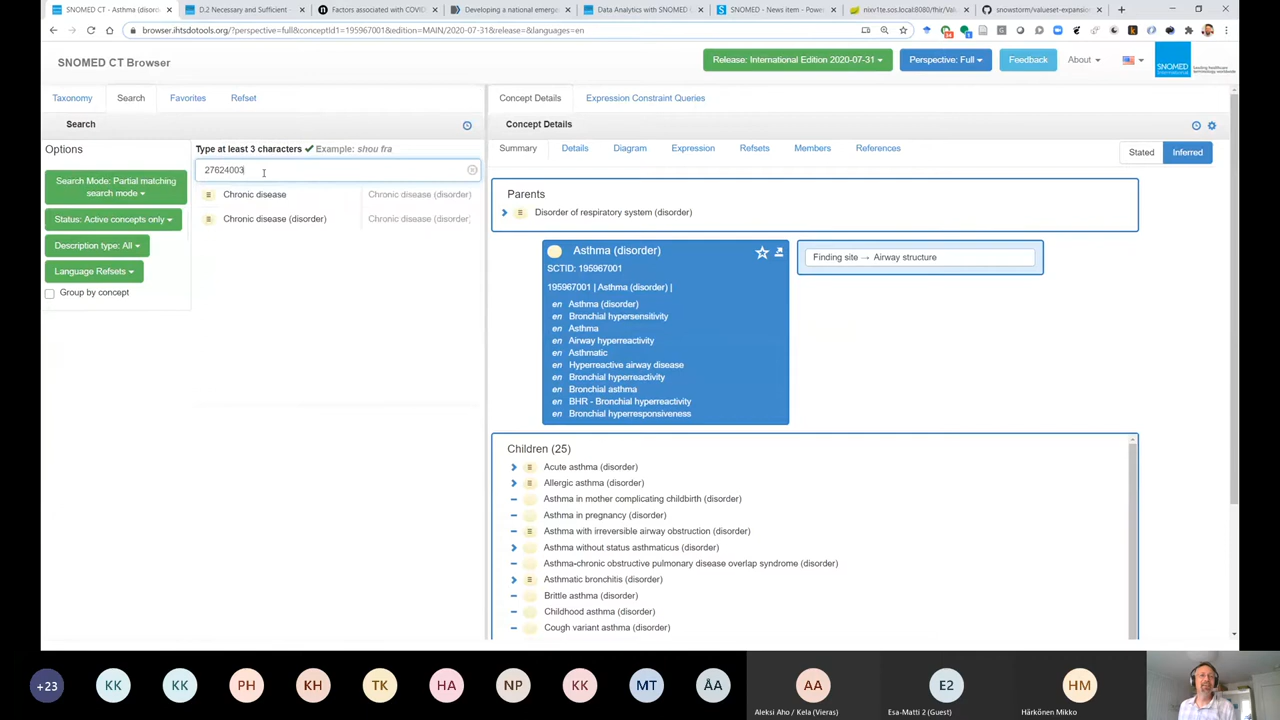 SNOMED CT - Asthma (disor
D.2 Necessary and Sufficient
Factors associated with COVI
Developing a national emerge
Data Analytics with SNOMED
SNOMED - News item - Power
nixv1te.sos.local:8080/fhir/Val
snowstorm/valueset-expansion
browser.ihtsdotools.org/?perspective=full&conceptId1=195967001&edition=MAIN/2020-07-31&release=&languages=en
SNOMED CT Browser
Release: International Edition 2020-07-31
Perspective: Full
Feedback
About
SNOMED
International
Taxonomy
Search
Favorites
Refset
Concept Details
Expression Constraint Queries
Search
Concept Details
Options
Type at least 3 characters ✔ Example: shou fra
Summary
Details
Diagram
Expression
Refsets
Members
References
Stated
Inferred
27624003
Search Mode: Partial matching
search mode
Status: Active concepts only
Description type: All
Language Refsets
Group by concept
Chronic disease
Chronic disease (disorder)
Chronic disease (disorder)
Chronic disease (disorder)
Parents
Disorder of respiratory system (disorder)
Asthma (disorder)
SCTID: 195967001
195967001 | Asthma (disorder) |
en Asthma (disorder)
en Bronchial hypersensitivity
en Asthma
en Airway hyperreactivity
en Asthmatic
en Hyperreactive airway disease
en Bronchial hyperreactivity
en Bronchial asthma
en BHR - Bronchial hyperreactivity
en Bronchial hyperresponsiveness
Finding site → Airway structure
Children (25)
Acute asthma (disorder)
Allergic asthma (disorder)
Asthma in mother complicating childbirth (disorder)
Asthma in pregnancy (disorder)
Asthma with irreversible airway obstruction (disorder)
Asthma without status asthmaticus (disorder)
Asthma-chronic obstructive pulmonary disease overlap syndrome (disorder)
Asthmatic bronchitis (disorder)
Brittle asthma (disorder)
Childhood asthma (disorder)
Cough variant asthma (disorder)
+23
KK
KK
PH
KH
TK
HA
NP
KK
MT
ÅA
AA
E2
HM
Aleksi Aho / Kela (Vieras)
Esa-Matti 2 (Guest)
Härkönen Mikko